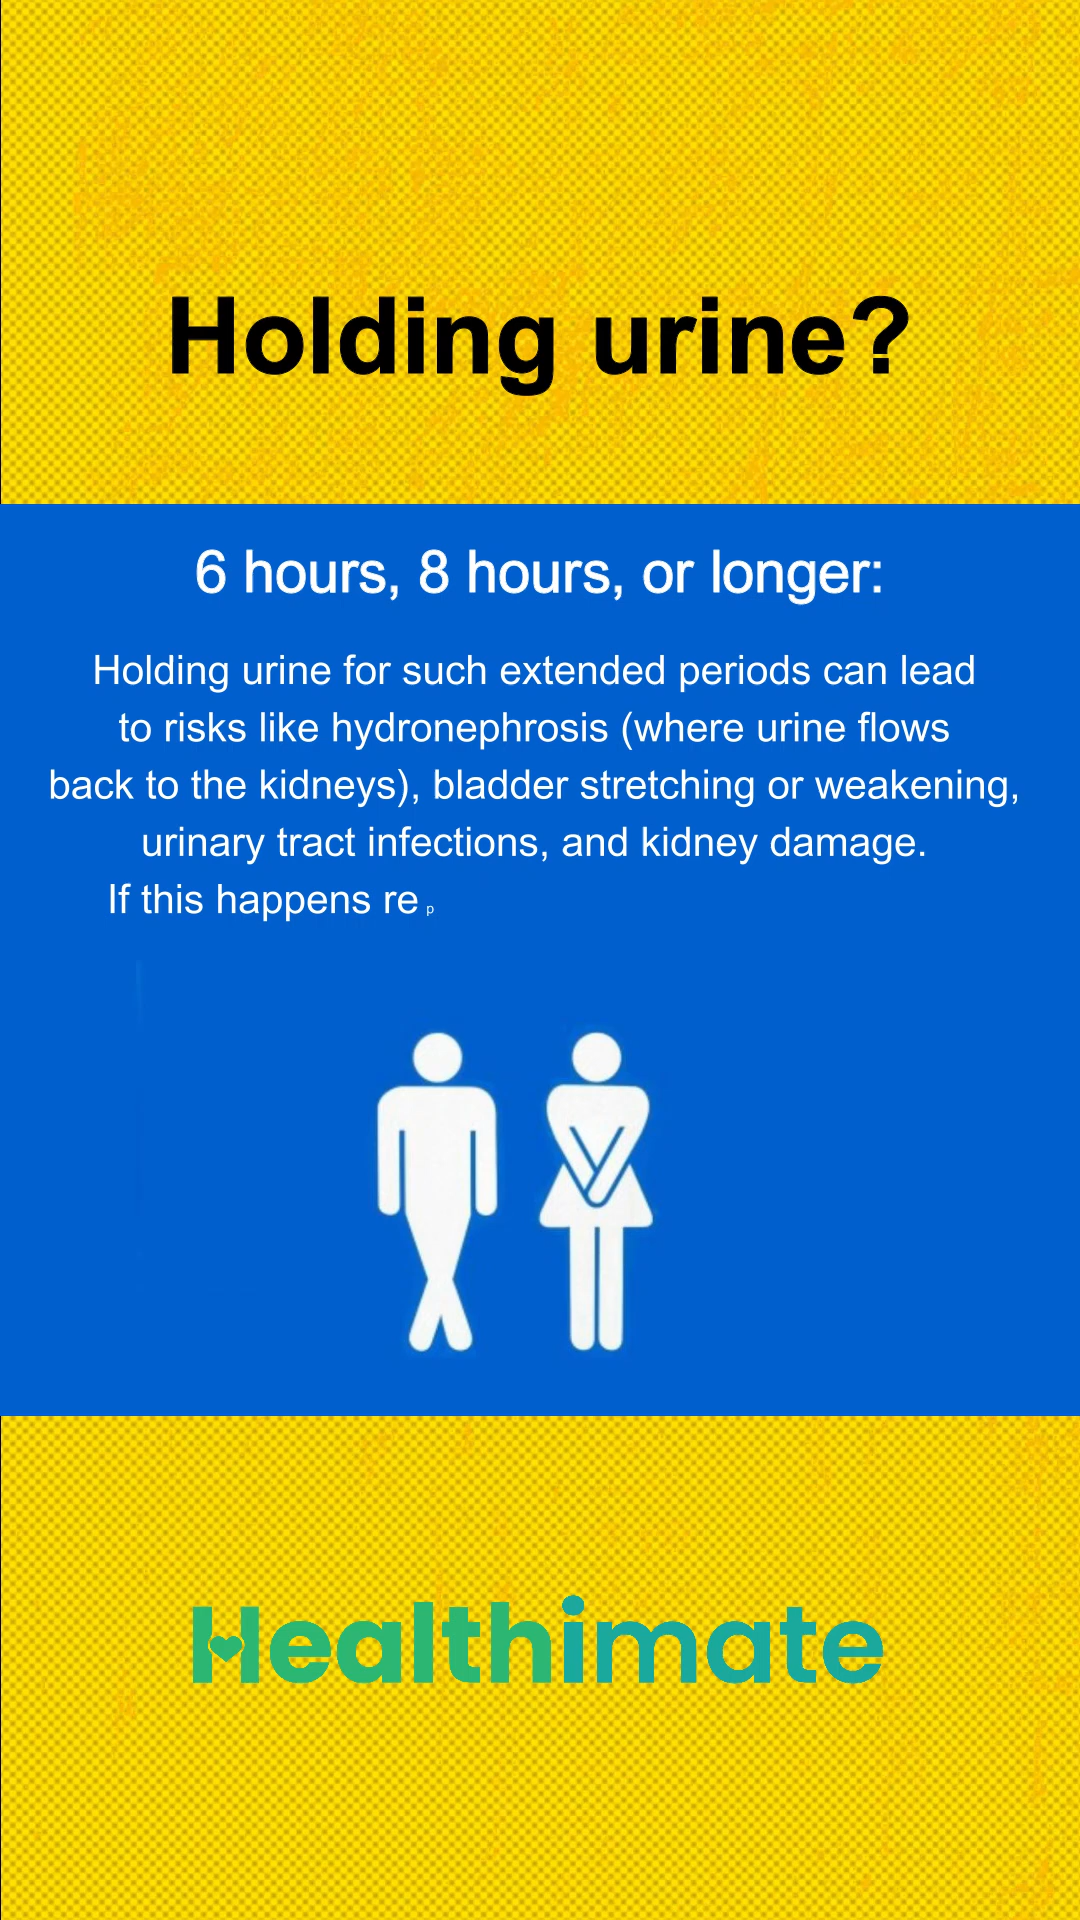 Holding urine?
6 hours, 8 hours, or longer:
Holding urine for such extended periods can lead
to risks like hydronephrosis (where urine flows
back to the kidneys), bladder stretching or weakening,
urinary tract infections, and kidney damage.
If this happens rep
Healthimate